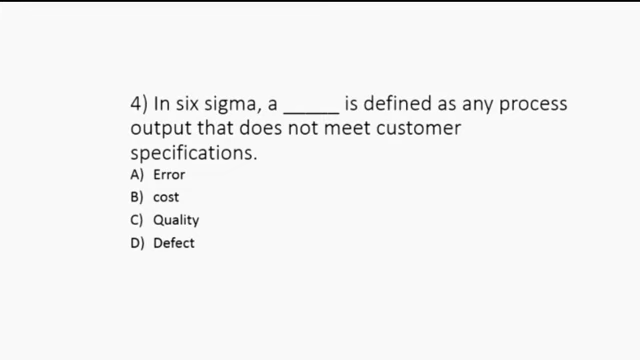 4) In six sigma, a _____ is defined as any process
output that does not meet customer
specifications.
A) Error
B) cost
C) Quality
D) Defect